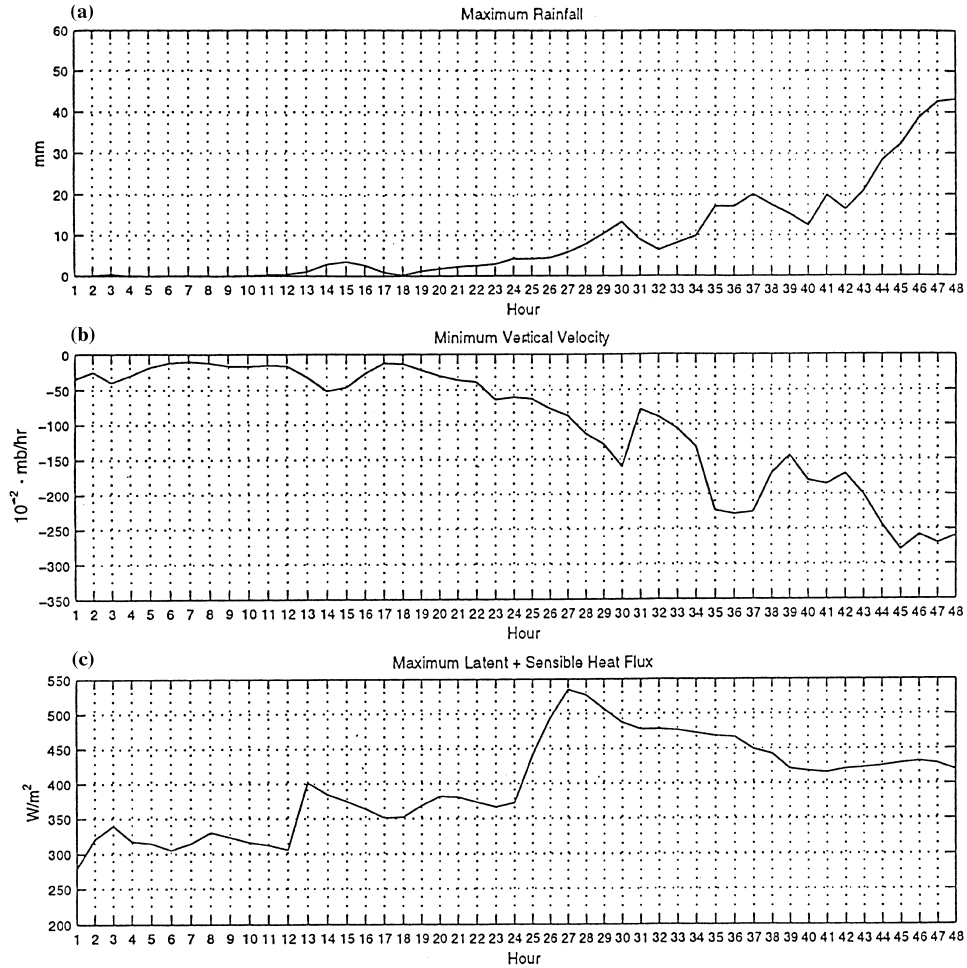 (a)
Maximum Rainfall
60
50
40
30
20
10
0
mm
1 2 3 4 5 6 7 8 9 10 11 12 13 14 15 16 17 18 19 20 21 22 23 24 25 26 27 28 29 30 31 32 33 34 35 36 37 38 39 40 41 42 43 44 45 46 47 48
Hour
(b)
Minimum Vertical Velocity
0
−50
−100
−150
−200
−250
−300
−350
10⁻² · mb/hr
1 2 3 4 5 6 7 8 9 10 11 12 13 14 15 16 17 18 19 20 21 22 23 24 25 26 27 28 29 30 31 32 33 34 35 36 37 38 39 40 41 42 43 44 45 46 47 48
Hour
(c)
Maximum Latent + Sensible Heat Flux
550
500
450
400
350
300
250
200
W/m²
1 2 3 4 5 6 7 8 9 10 11 12 13 14 15 16 17 18 19 20 21 22 23 24 25 26 27 28 29 30 31 32 33 34 35 36 37 38 39 40 41 42 43 44 45 46 47 48
Hour